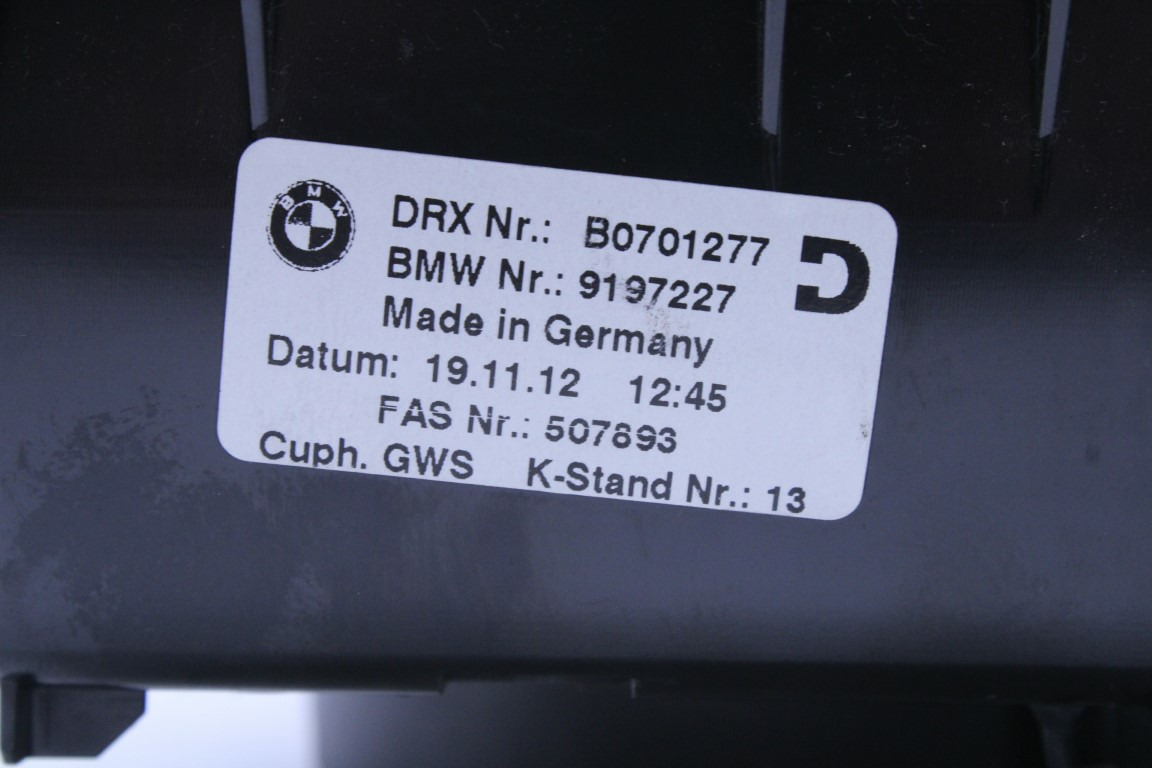 BMW
DRX Nr.: B0701277
BMW Nr.: 9197227
Made in Germany
Datum: 19.11.12 12:45
FAS Nr.: 507893
Cuph. GWS K-Stand Nr.: 13